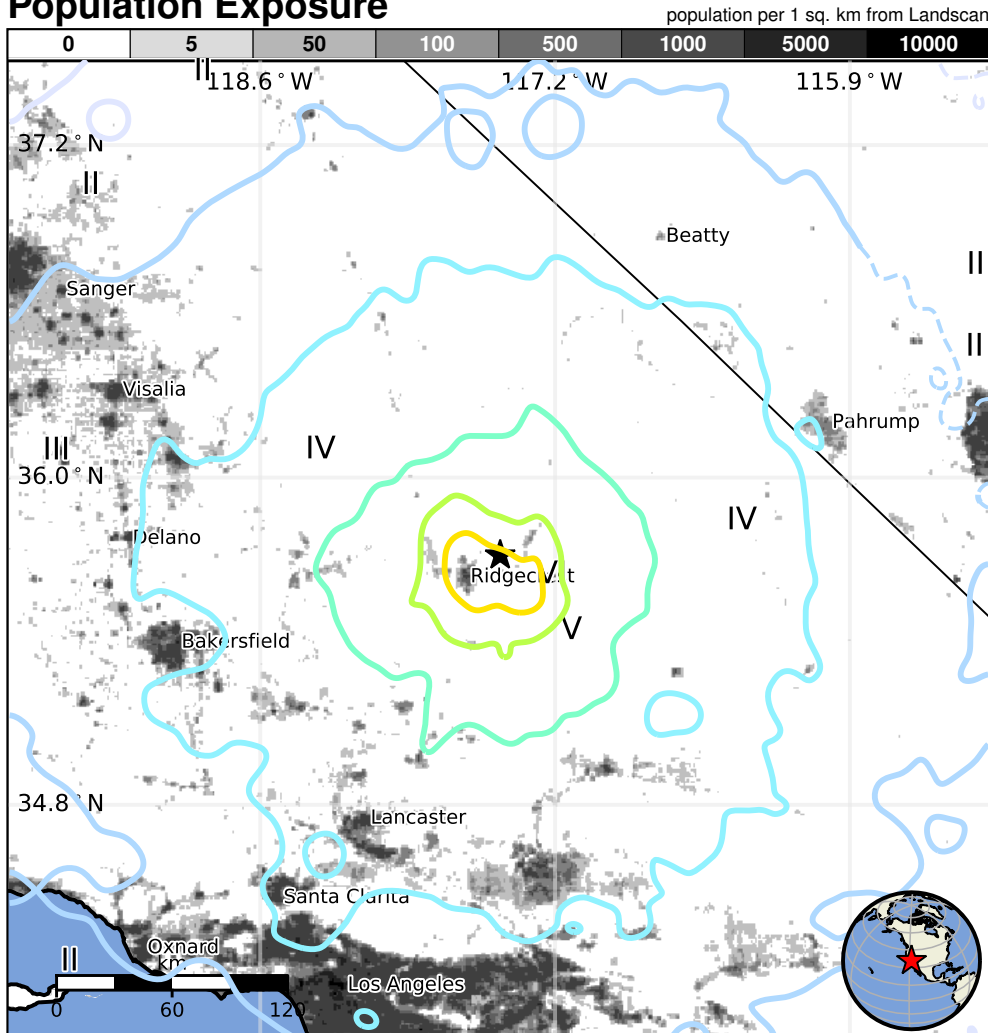 Population Exposure
population per 1 sq. km from Landscan
0 5 50 100 500 1000 5000 10000
II
118.6°W 117.2°W 115.9°W
37.2°N
II
Beatty
II
Sanger
II
Visalia
Pahrump
III
IV
36.0°N
IV
Delano
V
Ridgecrest
V
Bakersfield
34.8°N
Lancaster
Santa Clarita
Oxnard
II
km
Los Angeles
0 60 120